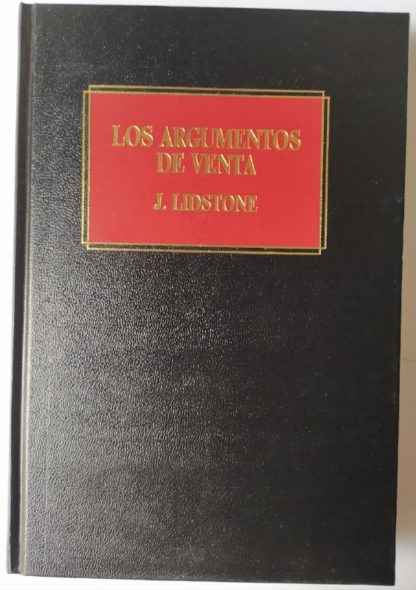 LOS ARGUMENTOS
DE VENTA
J. LIDSTONE